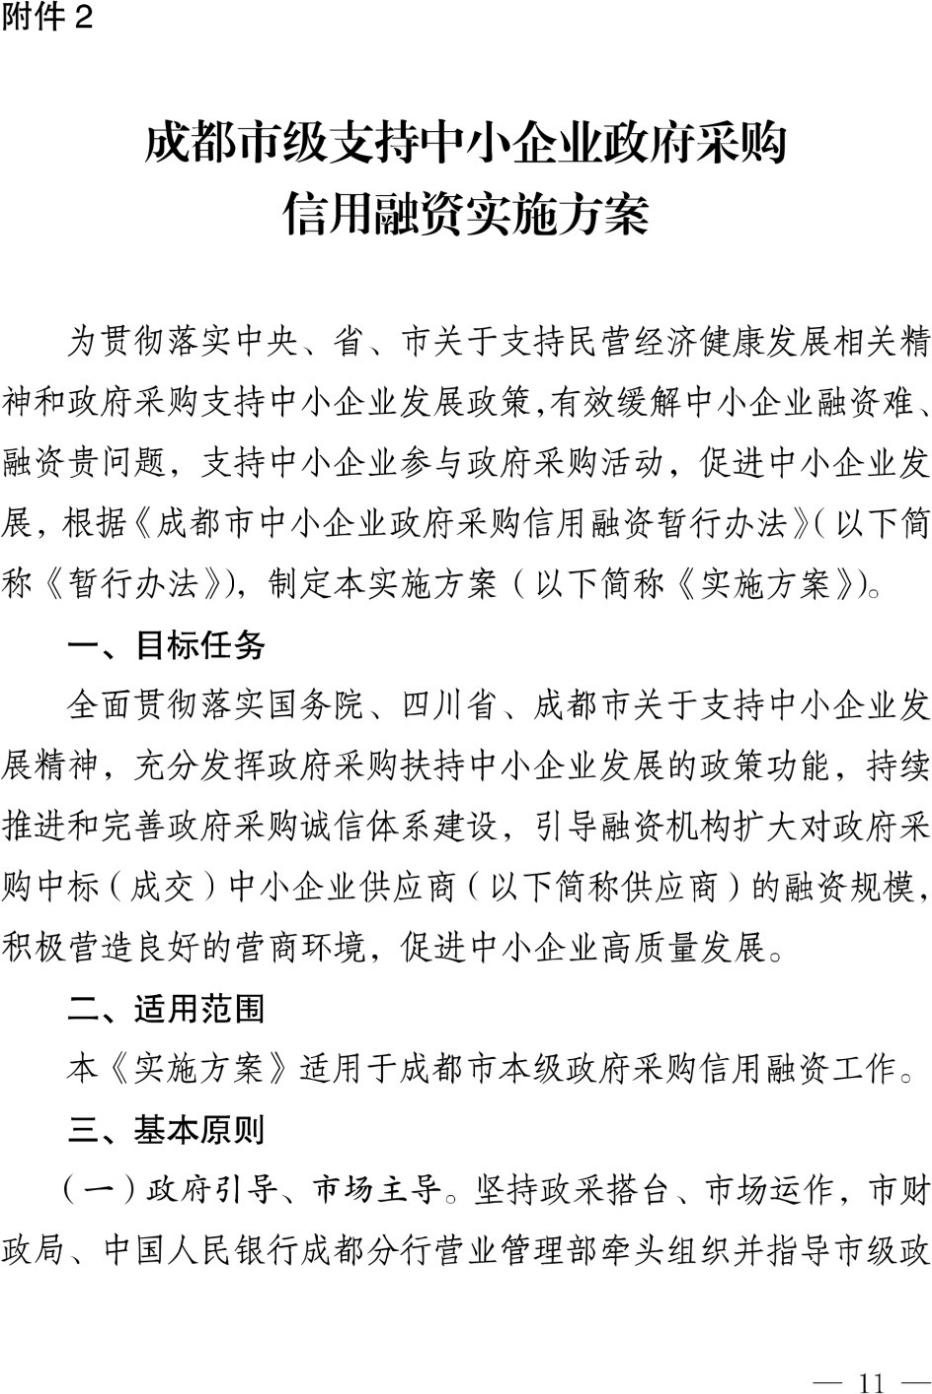 附件 2
成都市级支持中小企业政府采购
信用融资实施方案
为贯彻落实中央、省、市关于支持民营经济健康发展相关精
神和政府采购支持中小企业发展政策，有效缓解中小企业融资难、
融资贵问题，支持中小企业参与政府采购活动，促进中小企业发
展，根据《成都市中小企业政府采购信用融资暂行办法》（以下简
称《暂行办法》），制定本实施方案（以下简称《实施方案》）。
一、目标任务
全面贯彻落实国务院、四川省、成都市关于支持中小企业发
展精神，充分发挥政府采购扶持中小企业发展的政策功能，持续
推进和完善政府采购诚信体系建设，引导融资机构扩大对政府采
购中标（成交）中小企业供应商（以下简称供应商）的融资规模，
积极营造良好的营商环境，促进中小企业高质量发展。
二、适用范围
本《实施方案》适用于成都市本级政府采购信用融资工作。
三、基本原则
（一）政府引导、市场主导。坚持政采搭台、市场运作，市财
政局、中国人民银行成都分行营业管理部牵头组织并指导市级政
— 11 —